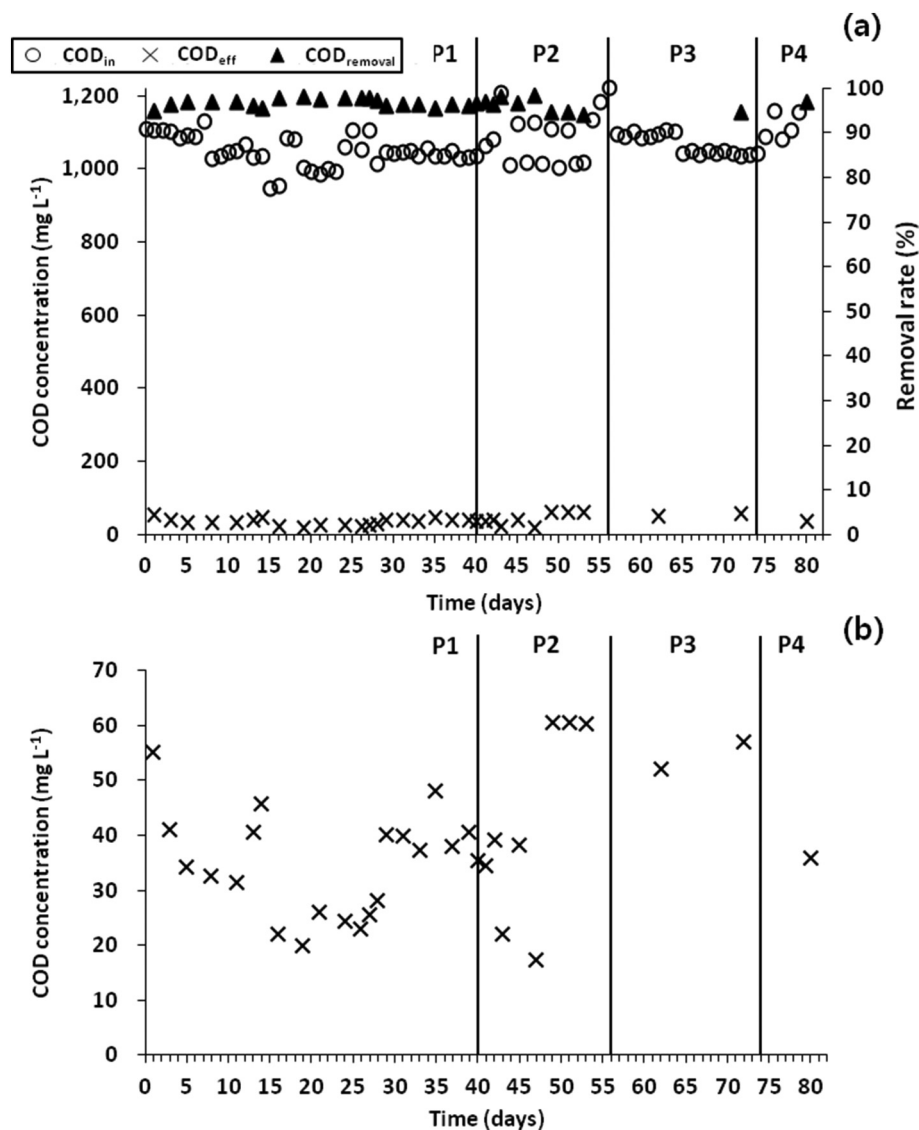 (a)
○ COD_in × COD_eff ▲ COD_removal
P1 P2 P3 P4
COD concentration (mg L⁻¹)
1,200
1,000
800
600
400
200
0
100
90
80
70
60
50
40
30
20
10
0
Removal rate (%)
0 5 10 15 20 25 30 35 40 45 50 55 60 65 70 75 80
Time (days)
(b)
P1 P2 P3 P4
COD concentration (mg L⁻¹)
70
60
50
40
30
20
10
0
0 5 10 15 20 25 30 35 40 45 50 55 60 65 70 75 80
Time (days)